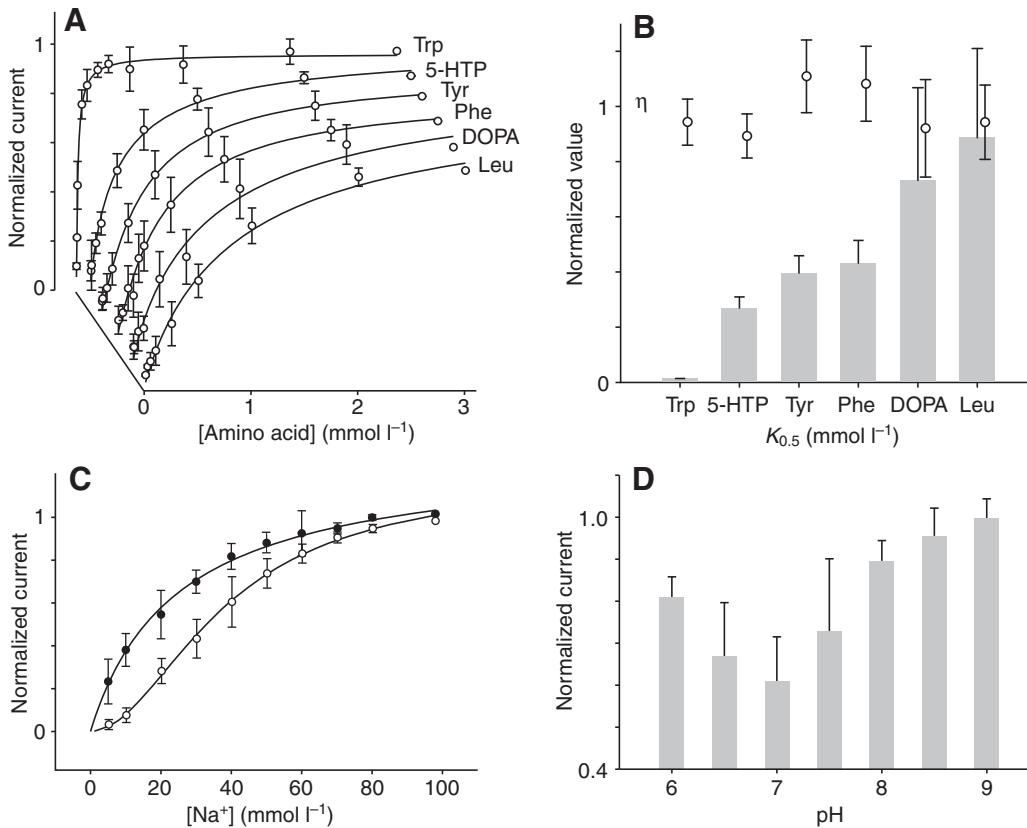 A
1
0
Normalized current
Trp
5-HTP
Tyr
Phe
DOPA
Leu
0 1 2 3
[Amino acid] (mmol l–1)
B
1
0
η
Normalized value
Trp 5-HTP Tyr Phe DOPA Leu
K0.5 (mmol l–1)
C
1
0
Normalized current
0 20 40 60 80 100
[Na+] (mmol l–1)
D
1.0
0.4
Normalized current
6 7 8 9
pH